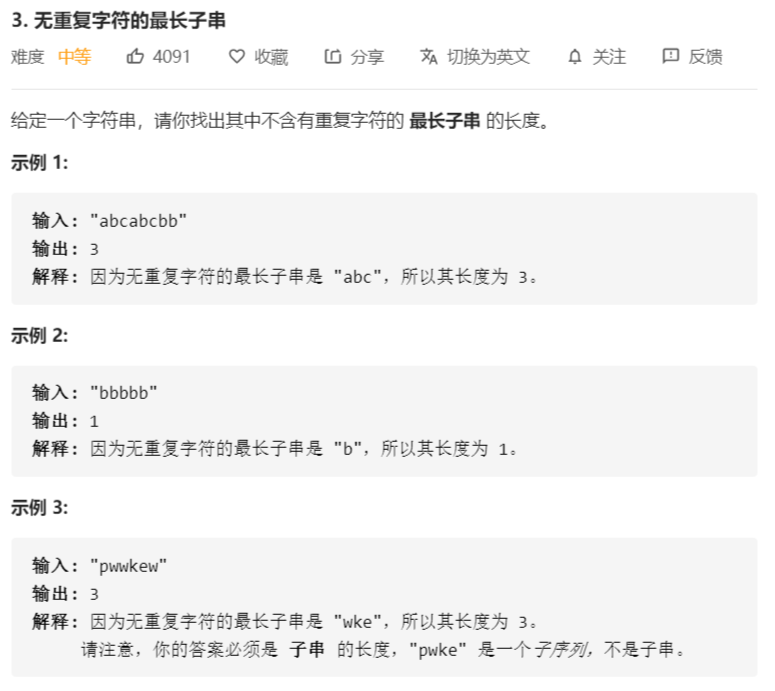 3. 无重复字符的最长子串
难度 中等 4091 收藏 分享 切换为英文 关注 反馈
给定一个字符串，请你找出其中不含有重复字符的 最长子串 的长度。
示例 1:
输入: "abcabcbb"
输出: 3
解释: 因为无重复字符的最长子串是 "abc"，所以其长度为 3。
示例 2:
输入: "bbbbb"
输出: 1
解释: 因为无重复字符的最长子串是 "b"，所以其长度为 1。
示例 3:
输入: "pwwkew"
输出: 3
解释: 因为无重复字符的最长子串是 "wke"，所以其长度为 3。
请注意，你的答案必须是 子串 的长度，"pwke" 是一个子序列，不是子串。